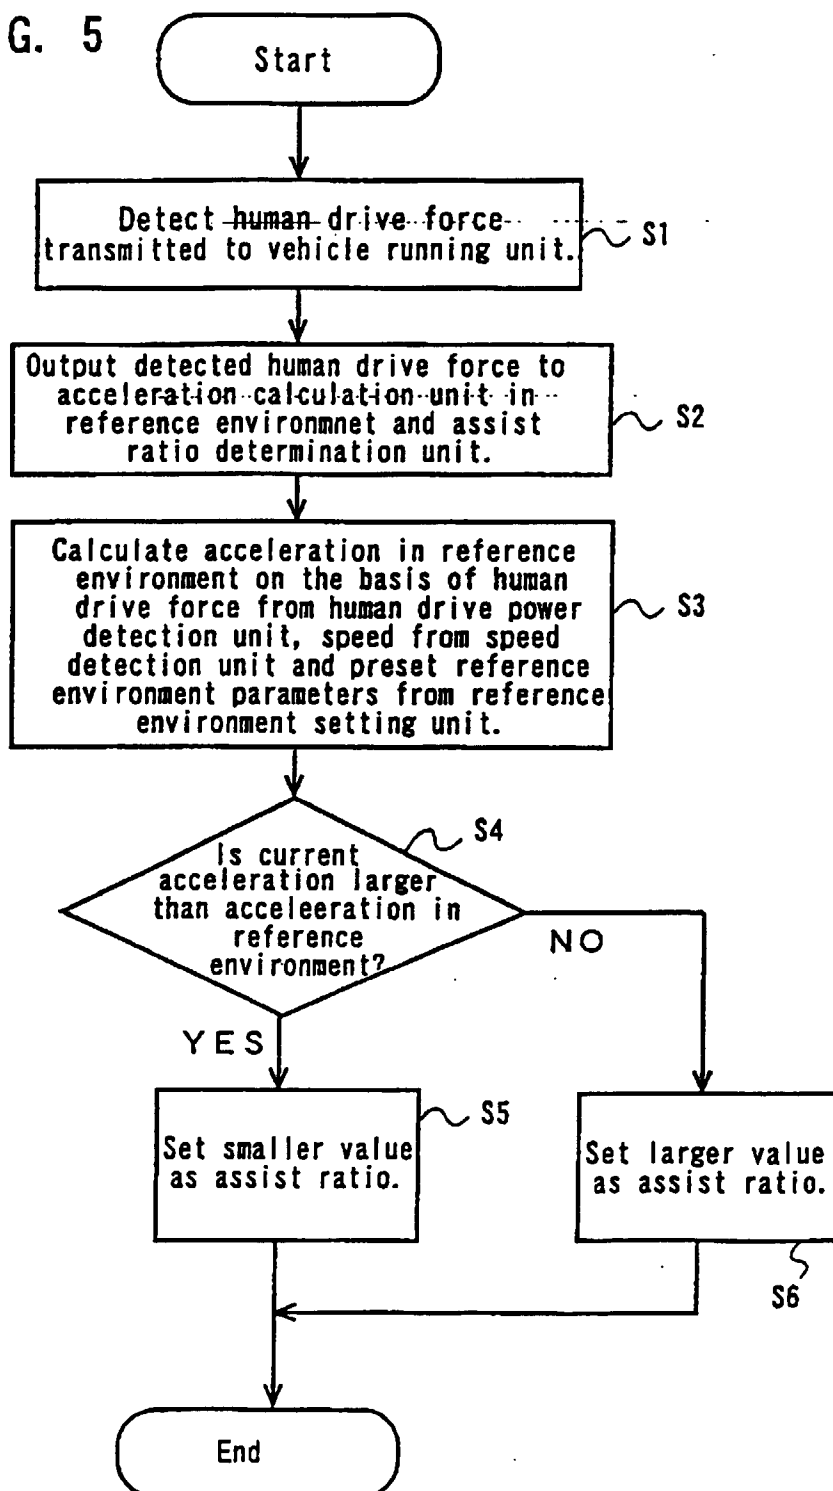 G. 5
Start
Detect human drive force
transmitted to vehicle running unit.
S1
Output detected human drive force to
acceleration calculation unit in
reference environmnet and assist
ratio determination unit.
S2
Calculate acceleration in reference
environment on the basis of human
drive force from human drive power
detection unit, speed from speed
detection unit and preset reference
environment parameters from reference
environment setting unit.
S3
S4
Is current
acceleration larger
than acceleeration in
reference
environment?
NO
YES
Set smaller value
as assist ratio.
S5
Set larger value
as assist ratio.
S6
End